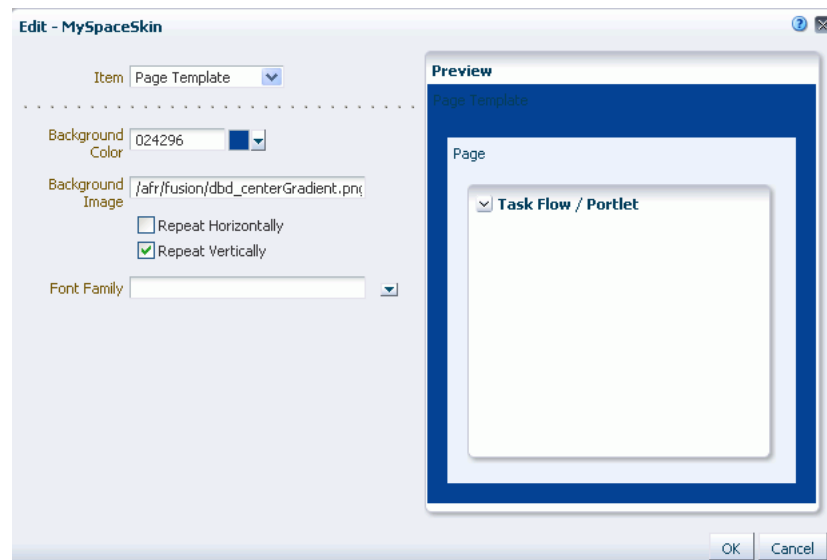 Edit - MySpaceSkin
Item Page Template
Background Color 024296
Background Image /afr/fusion/dbd_centerGradient.png
Repeat Horizontally
Repeat Vertically
Font Family
Preview
Page Template
Page
Task Flow / Portlet
OK Cancel